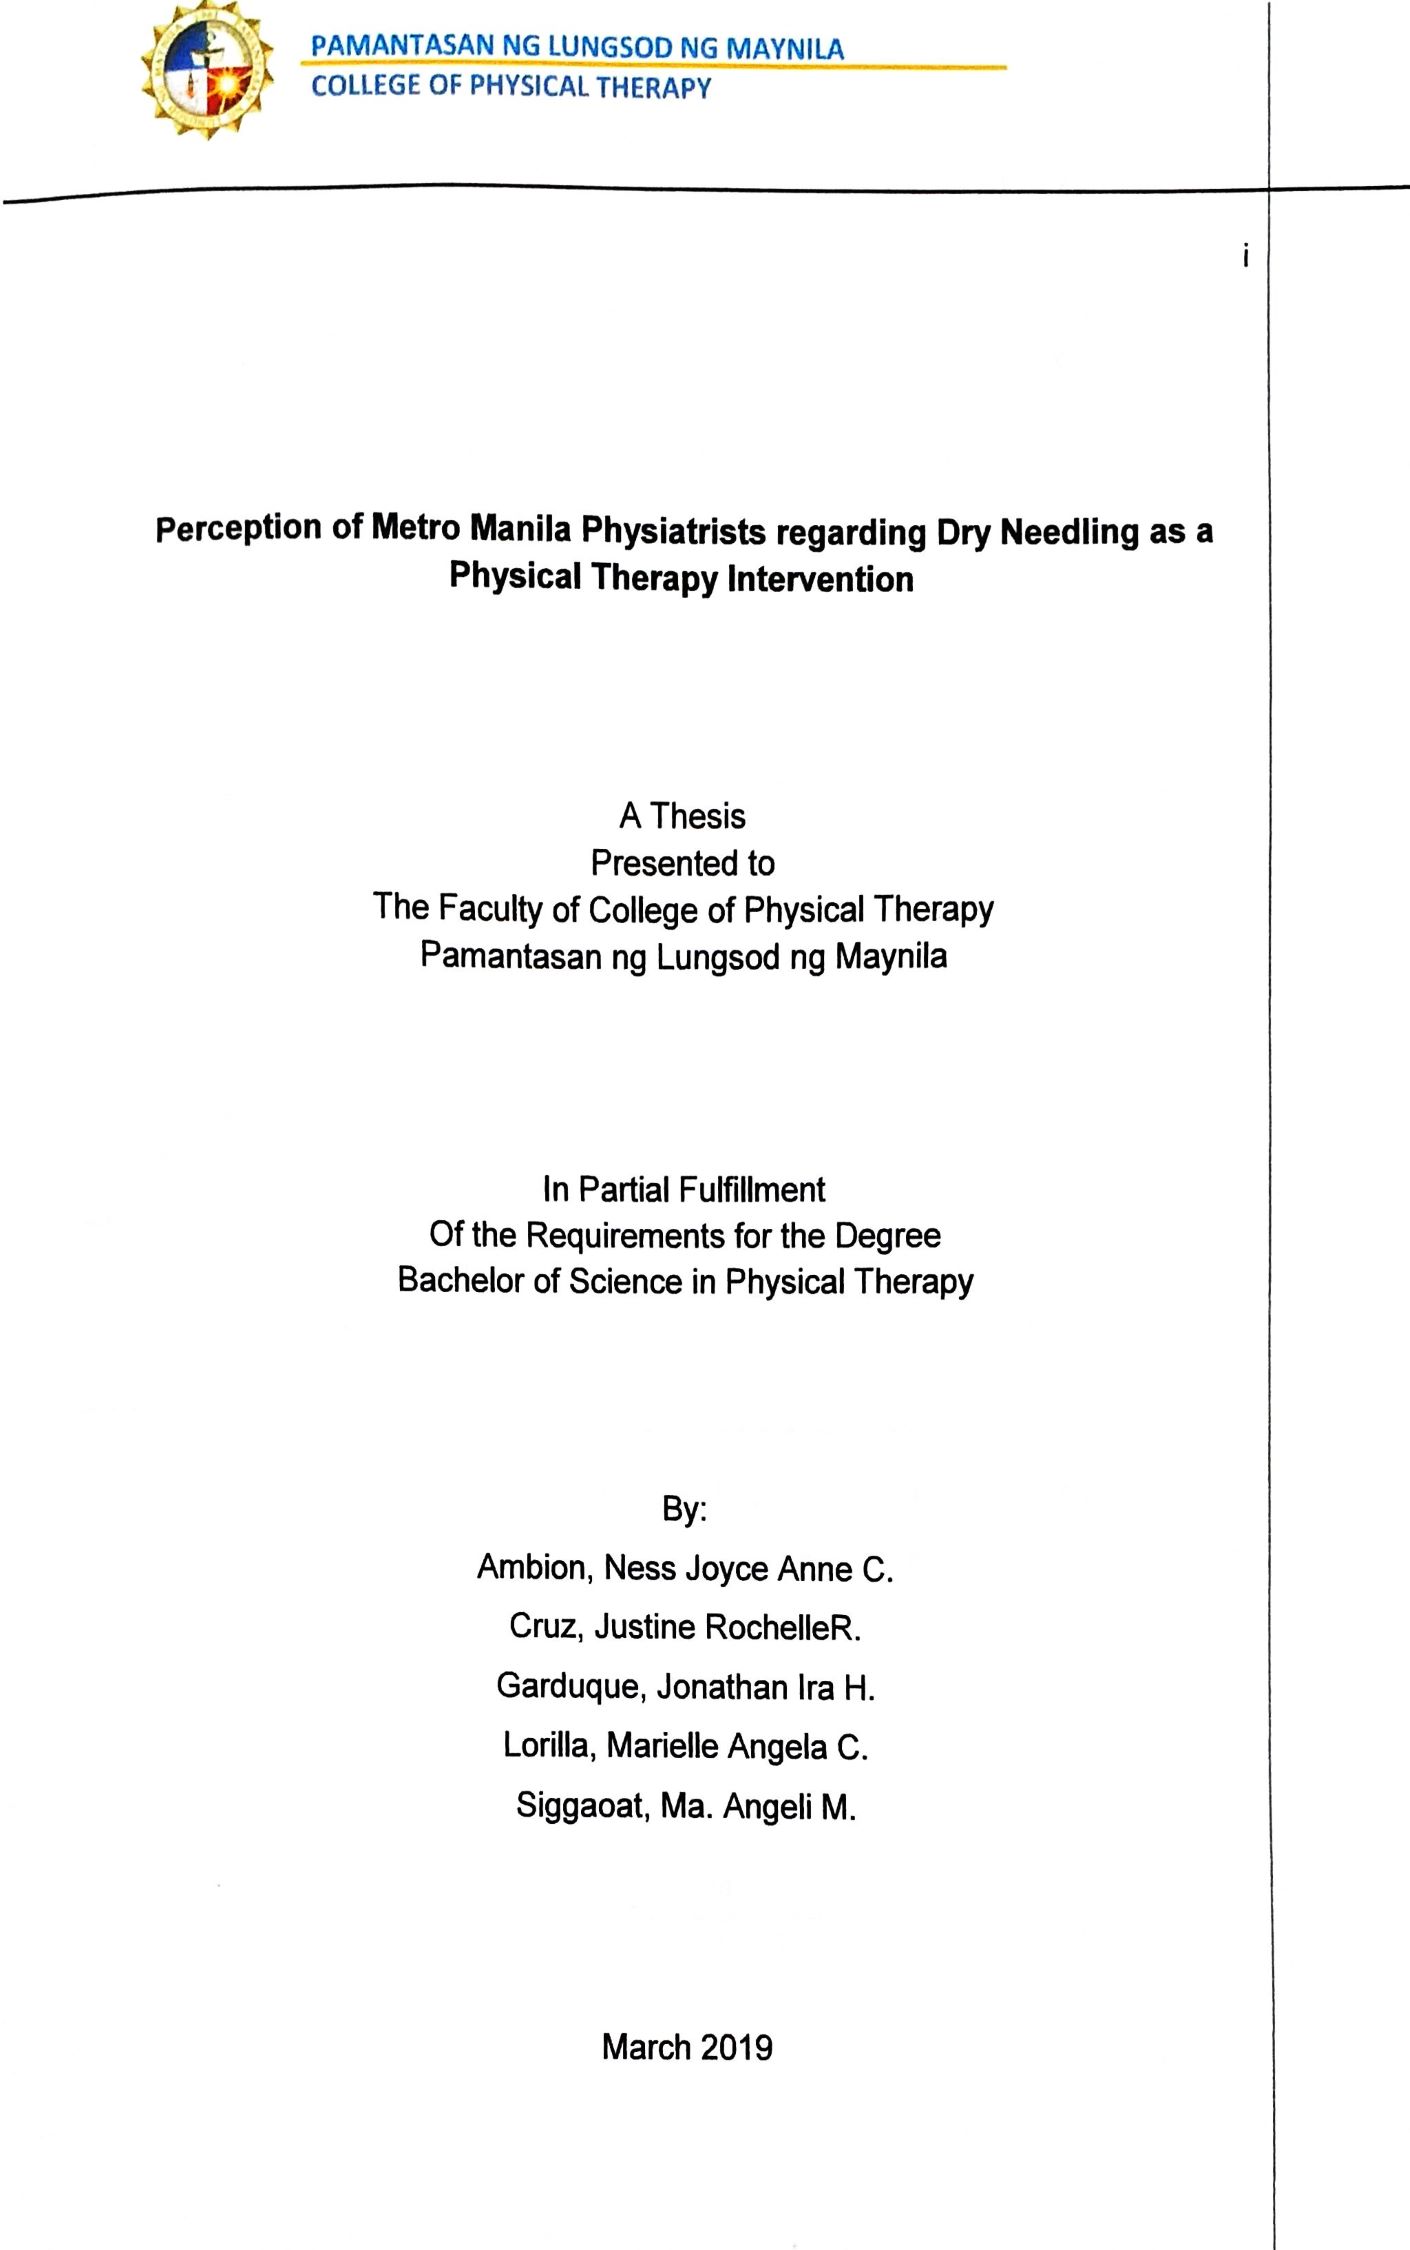 PAMANTASAN NG LUNGSOD NG MAYNILA
COLLEGE OF PHYSICAL THERAPY
i
Perception of Metro Manila Physiatrists regarding Dry Needling as a
Physical Therapy Intervention
A Thesis
Presented to
The Faculty of College of Physical Therapy
Pamantasan ng Lungsod ng Maynila
In Partial Fulfillment
Of the Requirements for the Degree
Bachelor of Science in Physical Therapy
By:
Ambion, Ness Joyce Anne C.
Cruz, Justine RochelleR.
Garduque, Jonathan Ira H.
Lorilla, Marielle Angela C.
Siggaoat, Ma. Angeli M.
March 2019